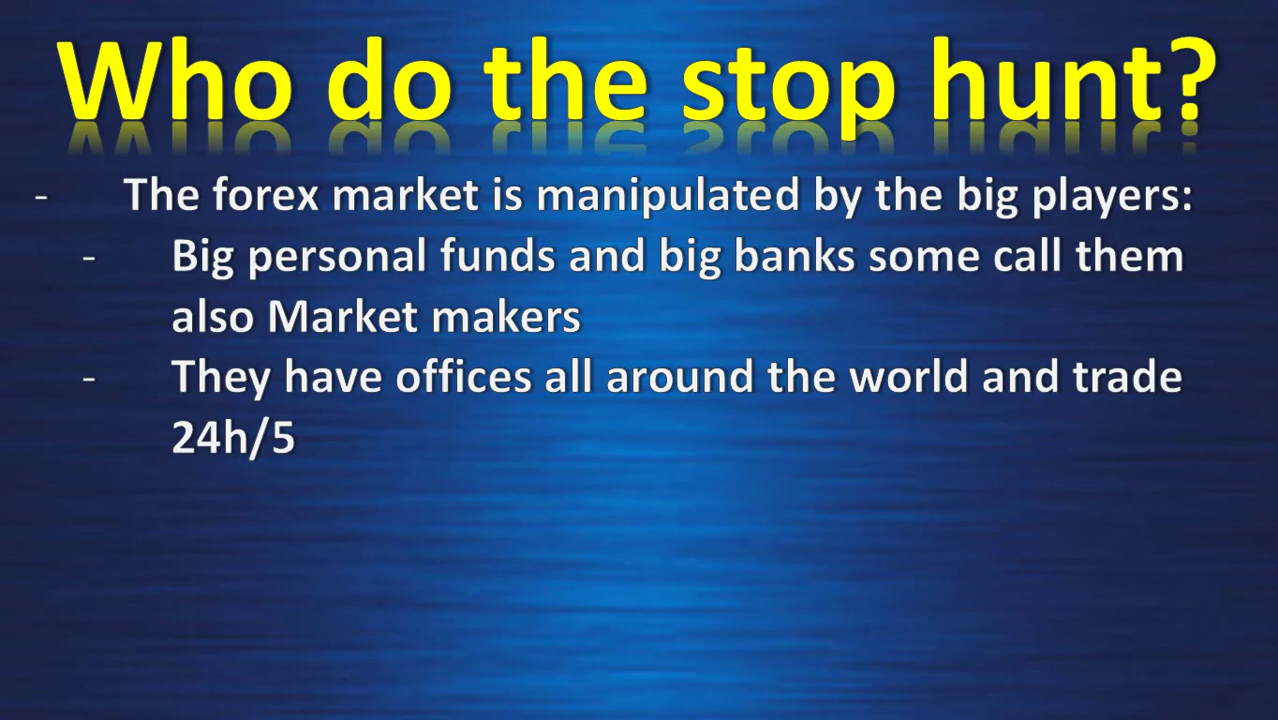 Who do the stop hunt?
- The forex market is manipulated by the big players:
- Big personal funds and big banks some call them
also Market makers
- They have offices all around the world and trade
24h/5